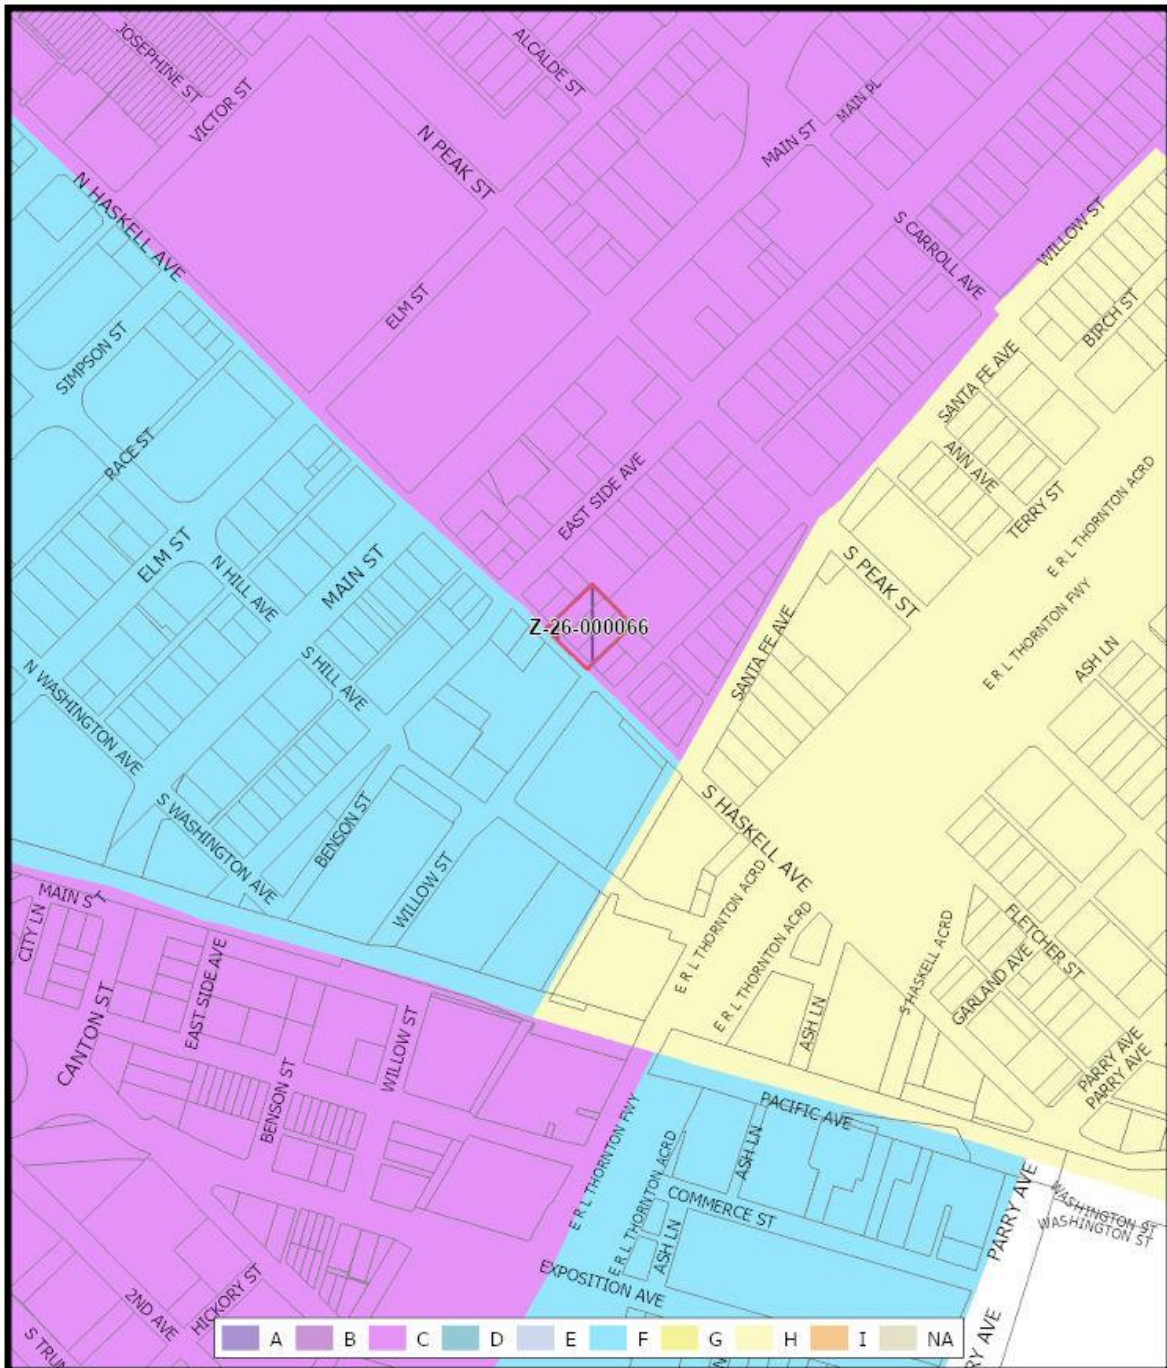 JOSEPHINE ST
VICTOR ST
ALCALDE ST
N PEAK ST
MAIN PL
MAIN ST
N HASKELL AVE
ELM ST
S CARROLL AVE
WILLOW ST
BIRCH ST
SIMPSON ST
SANTA FE AVE
RACE ST
ANN AVE
EAST SIDE AVE
TERRY ST
E R L THORNTON ACRD
ELM ST
N HILL AVE
MAIN ST
S PEAK ST
E R L THORNTON FWY
Z-26-000066
SANTA FE AVE
ASH LN
S HILL AVE
N WASHINGTON AVE
S WASHINGTON AVE
BENSON ST
WILLOW ST
S HASKELL AVE
MAIN ST
CITY LN
EAST SIDE AVE
CANTON ST
WILLOW ST
BENSON ST
E R L THORNTON ACRD
E R L THORNTON ACRD
ASH LN
S HASKELL ACRD
FLETCHER ST
GARLAND AVE
PARRY AVE
PARRY AVE
PACIFIC AVE
ASH LN
E R L THORNTON FWY
E R L THORNTON ACRD
COMMERCE ST
ASH LN
EXPOSITION AVE
PARRY AVE
WASHINGTON ST
WASHINGTON ST
2ND AVE
HICKORY ST
S TRUN
RY AVE
A B C D E F G H I NA